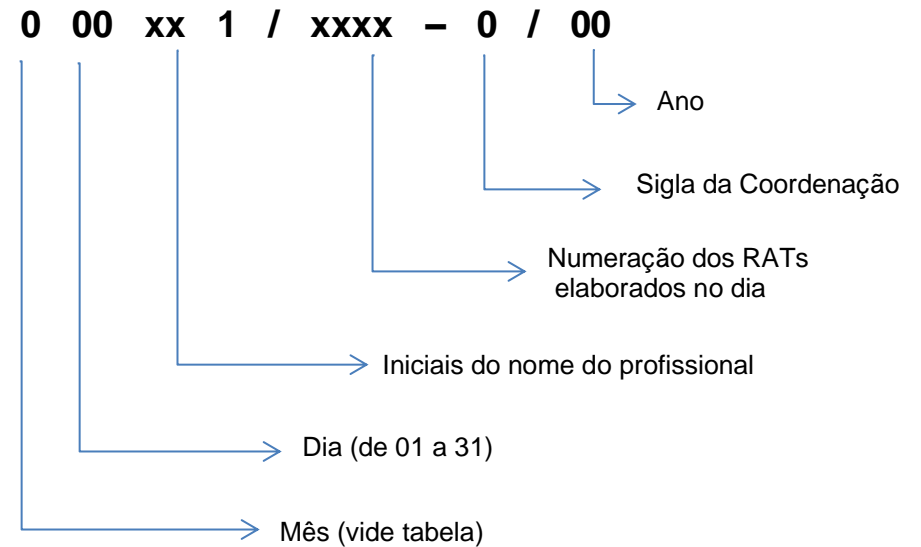 0 00 xx 1 / xxxx – 0 / 00
Ano
Sigla da Coordenação
Numeração dos RATs
elaborados no dia
Iniciais do nome do profissional
Dia (de 01 a 31)
Mês (vide tabela)